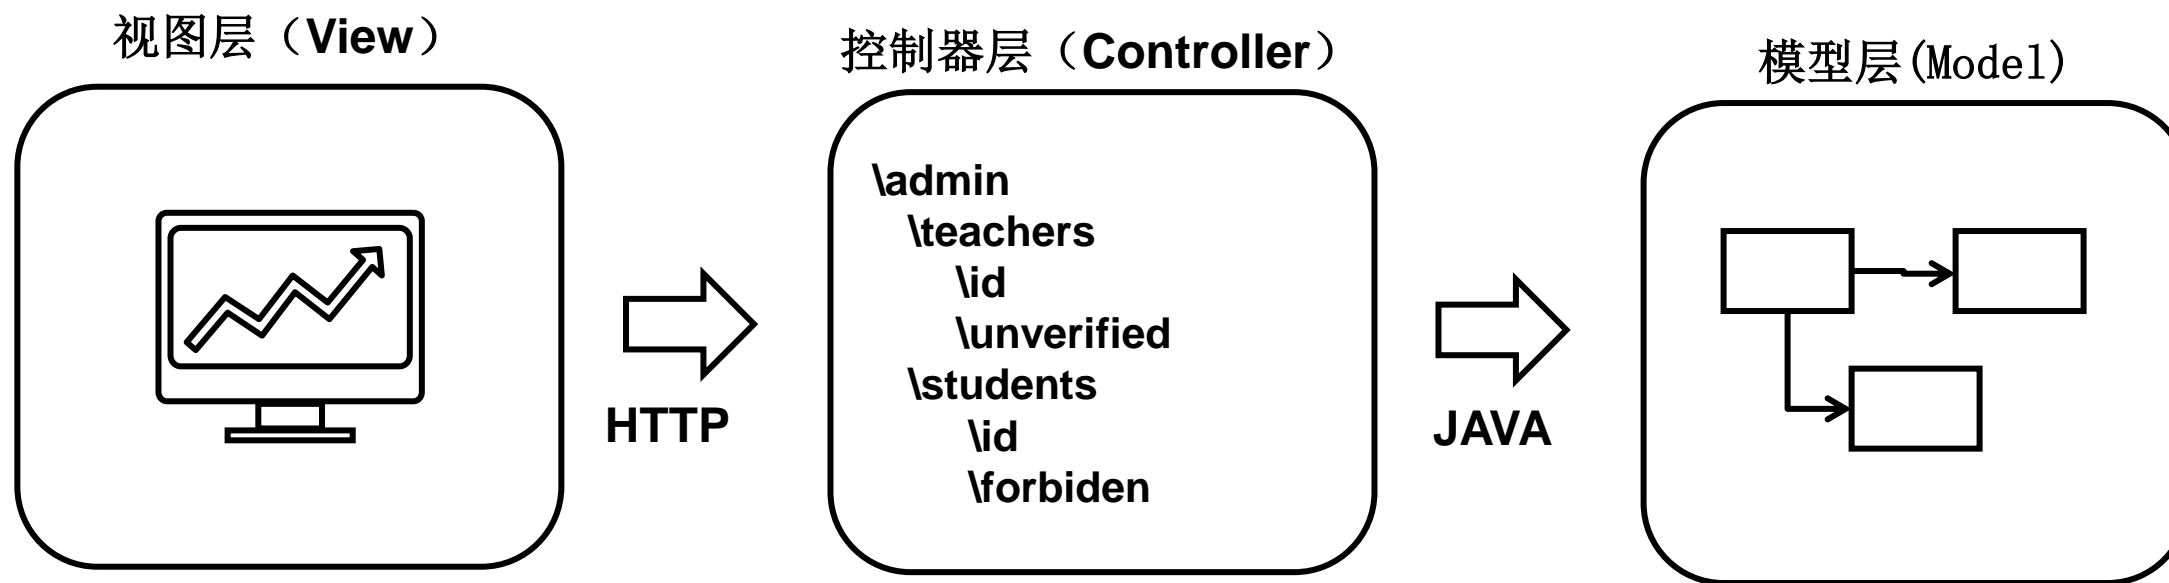 视图层（View）
HTTP
控制器层（Controller）
\admin
\teachers
\id
\unverified
\students
\id
\forbiden
JAVA
模型层(Model)